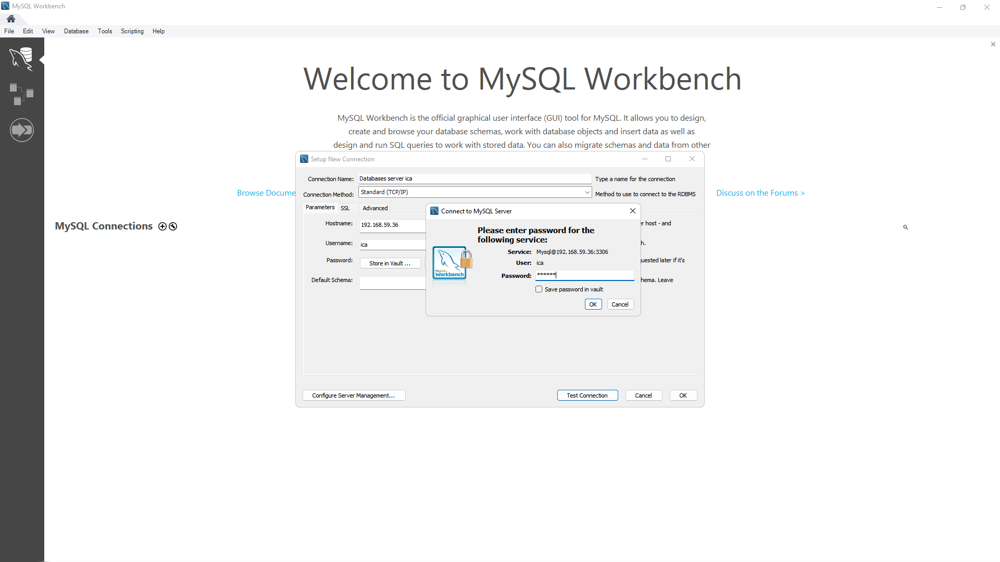 MySQL Workbench
File Edit View Database Tools Scripting Help
Welcome to MySQL Workbench
MySQL Workbench is the official graphical user interface (GUI) tool for MySQL. It allows you to design,
create and browse your database schemas, work with database objects and insert data as well as
design and run SQL queries to work with stored data. You can also migrate schemas and data from other
Browse Docume
Discuss on the Forums >
MySQL Connections
Setup New Connection
Connection Name: Databases server ica Type a name for the connection
Connection Method: Standard (TCP/IP) Method to use to connect to the RDBMS
Parameters SSL Advanced
Hostname: 192.168.59.36 r host - and
Username: ica h.
Password: Store in Vault ... uested later if it's
Default Schema: hema. Leave
Connect to MySQL Server
Please enter password for the
following service:
Service: Mysql@192.168.59.36:3306
User: ica
Password: ******
Save password in vault
OK Cancel
MySQL
Workbench
Configure Server Management... Test Connection Cancel OK